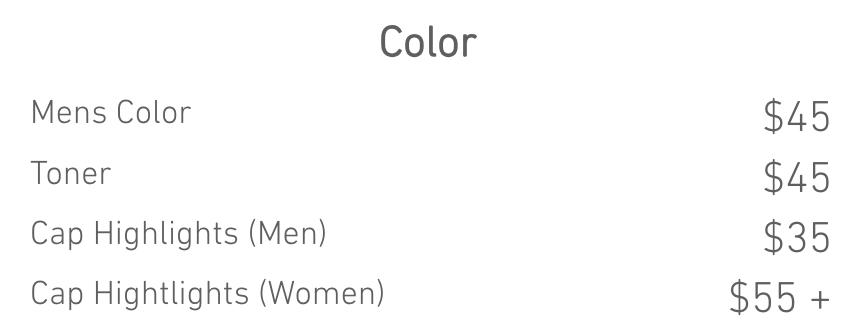 Color
Mens Color $45
Toner $45
Cap Highlights (Men) $35
Cap Hightlights (Women) $55 +